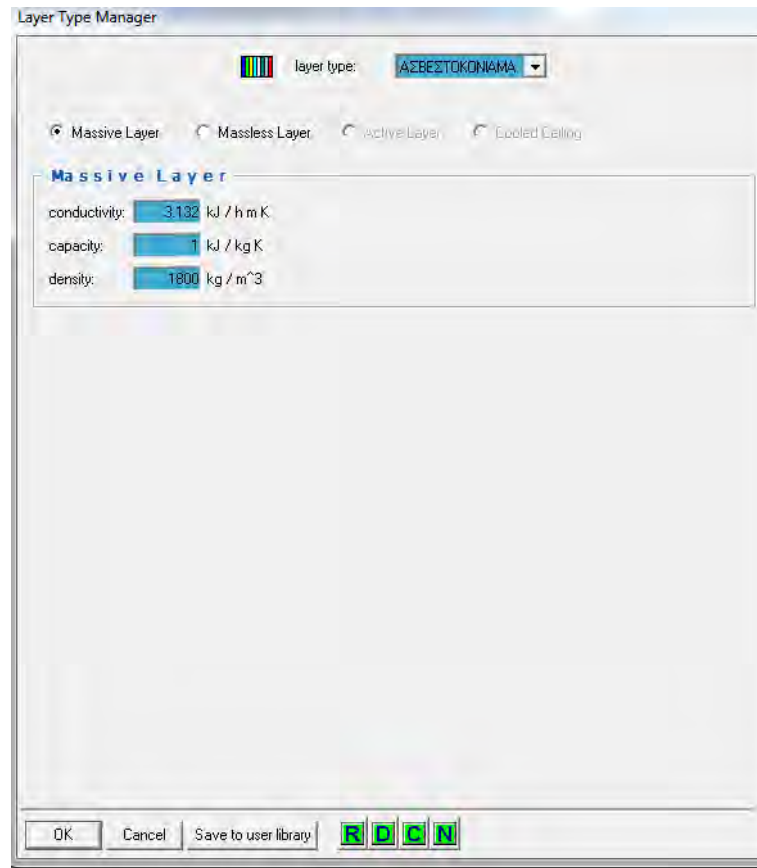 Layer Type Manager
layer type: ΑΣΒΕΣΤΟΚΟΝΙΑΜΑ
Massive Layer Massless Layer Active Layer Cooled Ceiling
Massive Layer
conductivity: 3.132 kJ / h m K
capacity: 1 kJ / kg K
density: 1800 kg / m^3
OK Cancel Save to user library R D C N